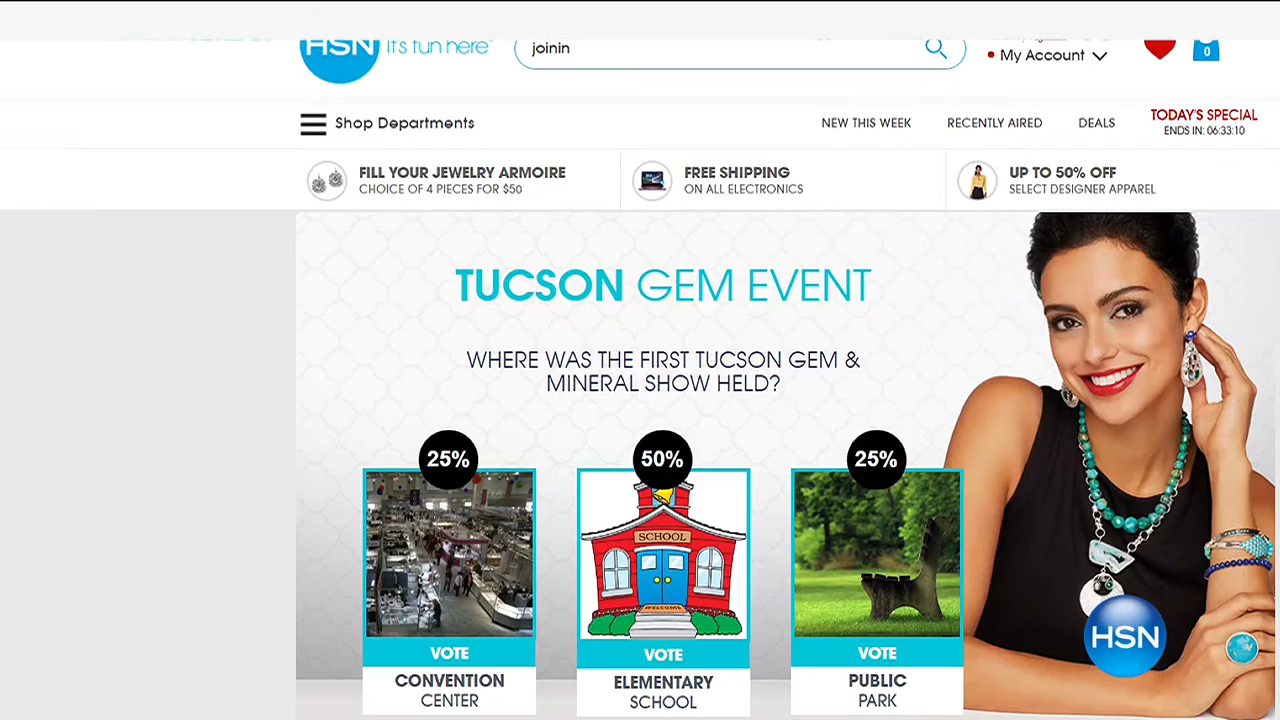 HSN It's fun here
joinin
My Account
0
Shop Departments
NEW THIS WEEK
RECENTLY AIRED
DEALS
TODAY'S SPECIAL
ENDS IN: 06:33:10
FILL YOUR JEWELRY ARMOIRE
CHOICE OF 4 PIECES FOR $50
FREE SHIPPING
ON ALL ELECTRONICS
UP TO 50% OFF
SELECT DESIGNER APPAREL
TUCSON GEM EVENT
WHERE WAS THE FIRST TUCSON GEM &
MINERAL SHOW HELD?
25%
50%
25%
SCHOOL
WELCOME
VOTE
VOTE
VOTE
CONVENTION
CENTER
ELEMENTARY
SCHOOL
PUBLIC
PARK
HSN